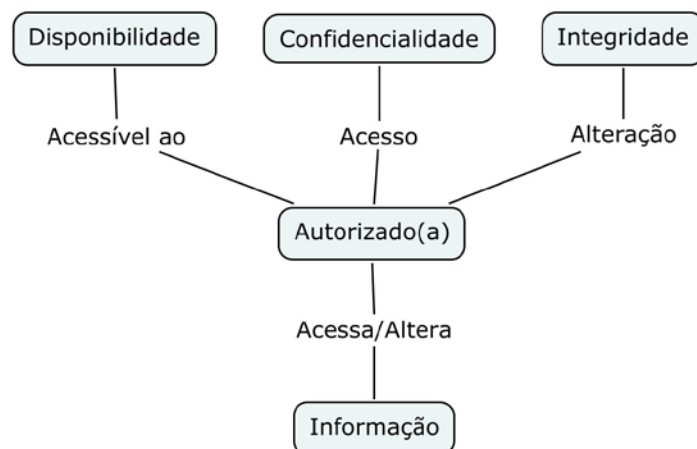 Disponibilidade
Confidencialidade
Integridade
Acessível ao
Acesso
Alteração
Autorizado(a)
Acessa/Altera
Informação